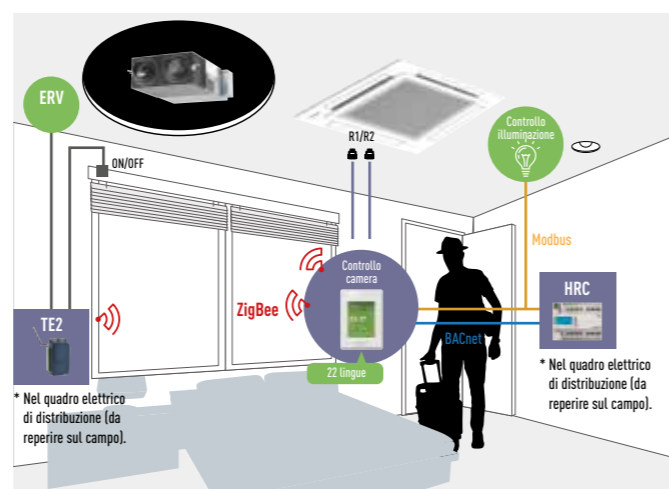 ERV
ON/OFF
R1/R2
Controllo
illuminazione
Modbus
Controllo
camera
ZigBee
22 lingue
BACnet
TE2
HRC
* Nel quadro elettrico
di distribuzione (da
reperire sul campo).
* Nel quadro elettrico
di distribuzione (da
reperire sul campo).